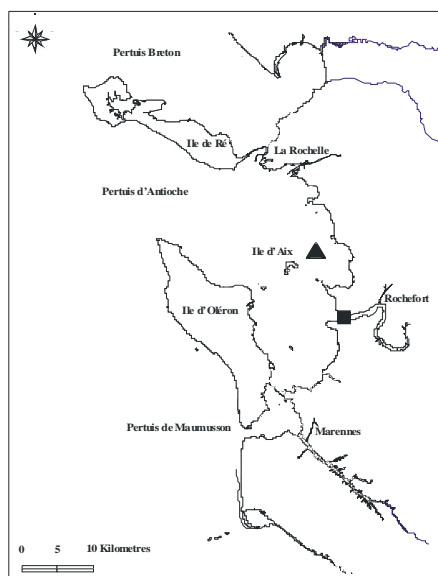 Pertuis Breton
Ile de Ré
La Rochelle
Pertuis d'Antioche
Ile d'Aix
Rochefort
Ile d'Oléron
Pertuis de Maumusson
Marennes
0 5 10 Kilometres